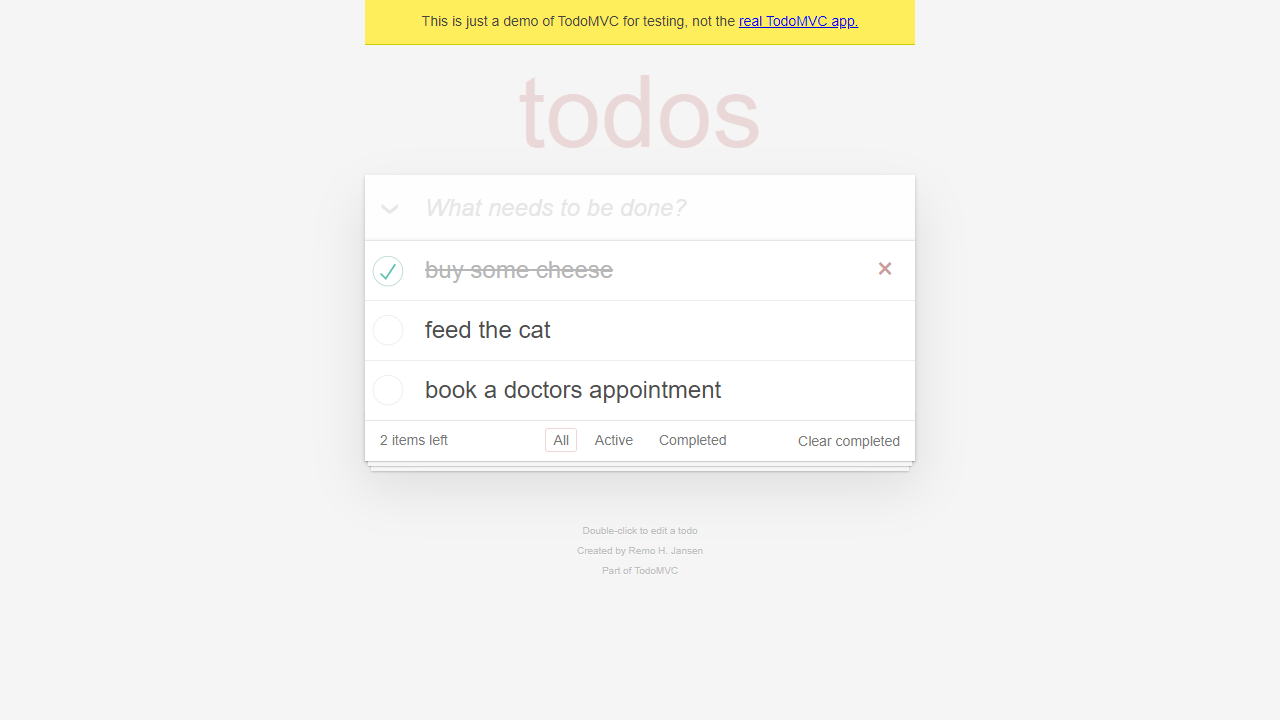 This is just a demo of TodoMVC for testing, not the real TodoMVC app.
todos
What needs to be done?
buy some cheese
feed the cat
book a doctors appointment
2 items left All Active Completed Clear completed
Double-click to edit a todo
Created by Remo H. Jansen
Part of TodoMVC